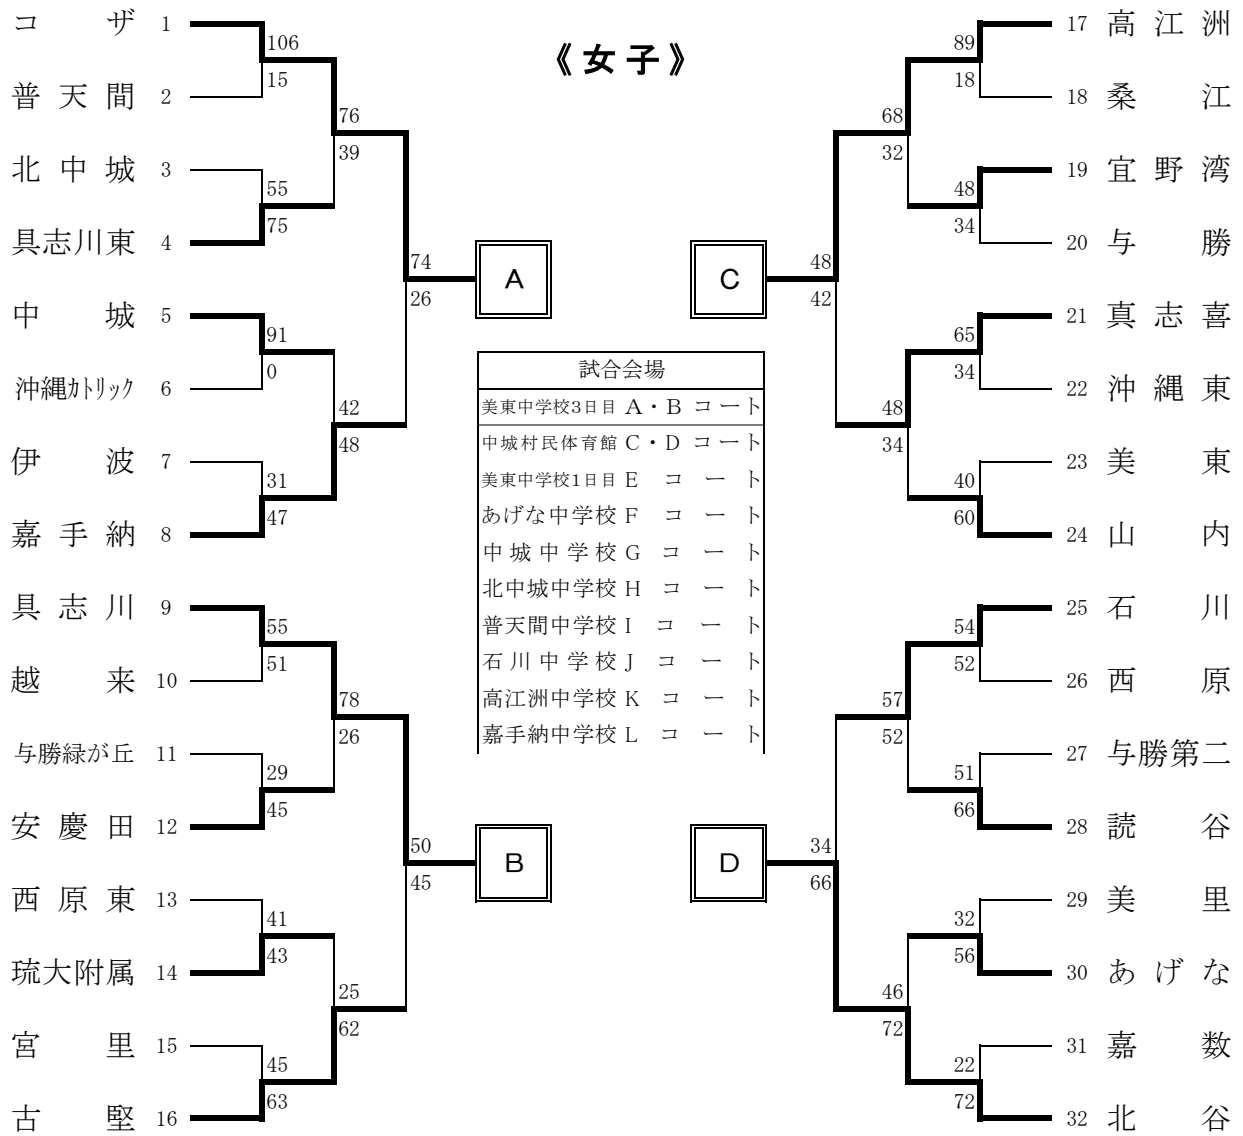 《女子》
コザ 1
106
15
普天間 2
76
39
北中城 3
55
75
具志川東 4
74
26
A
中城 5
91
0
沖縄カトリック 6
42
48
伊波 7
31
47
嘉手納 8
具志川 9
55
51
越来 10
78
26
与勝緑が丘 11
29
45
安慶田 12
50
45
B
西原東 13
41
43
琉大附属 14
25
62
宮里 15
45
63
古堅 16
試合会場
美東中学校3日目 A・B コート
中城村民体育館 C・D コート
美東中学校1日目 E コート
あげな中学校 F コート
中城中学校 G コート
北中城中学校 H コート
普天間中学校 I コート
石川中学校 J コート
高江洲中学校 K コート
嘉手納中学校 L コート
17 高江洲
89
18
18 桑江
68
32
19 宜野湾
48
34
20 与勝
C
48
42
21 真志喜
65
34
22 沖縄東
48
34
23 美東
40
60
24 山内
25 石川
54
52
26 西原
57
52
27 与勝第二
51
66
28 読谷
D
34
66
29 美里
32
56
30 あげな
46
72
31 嘉数
22
72
32 北谷